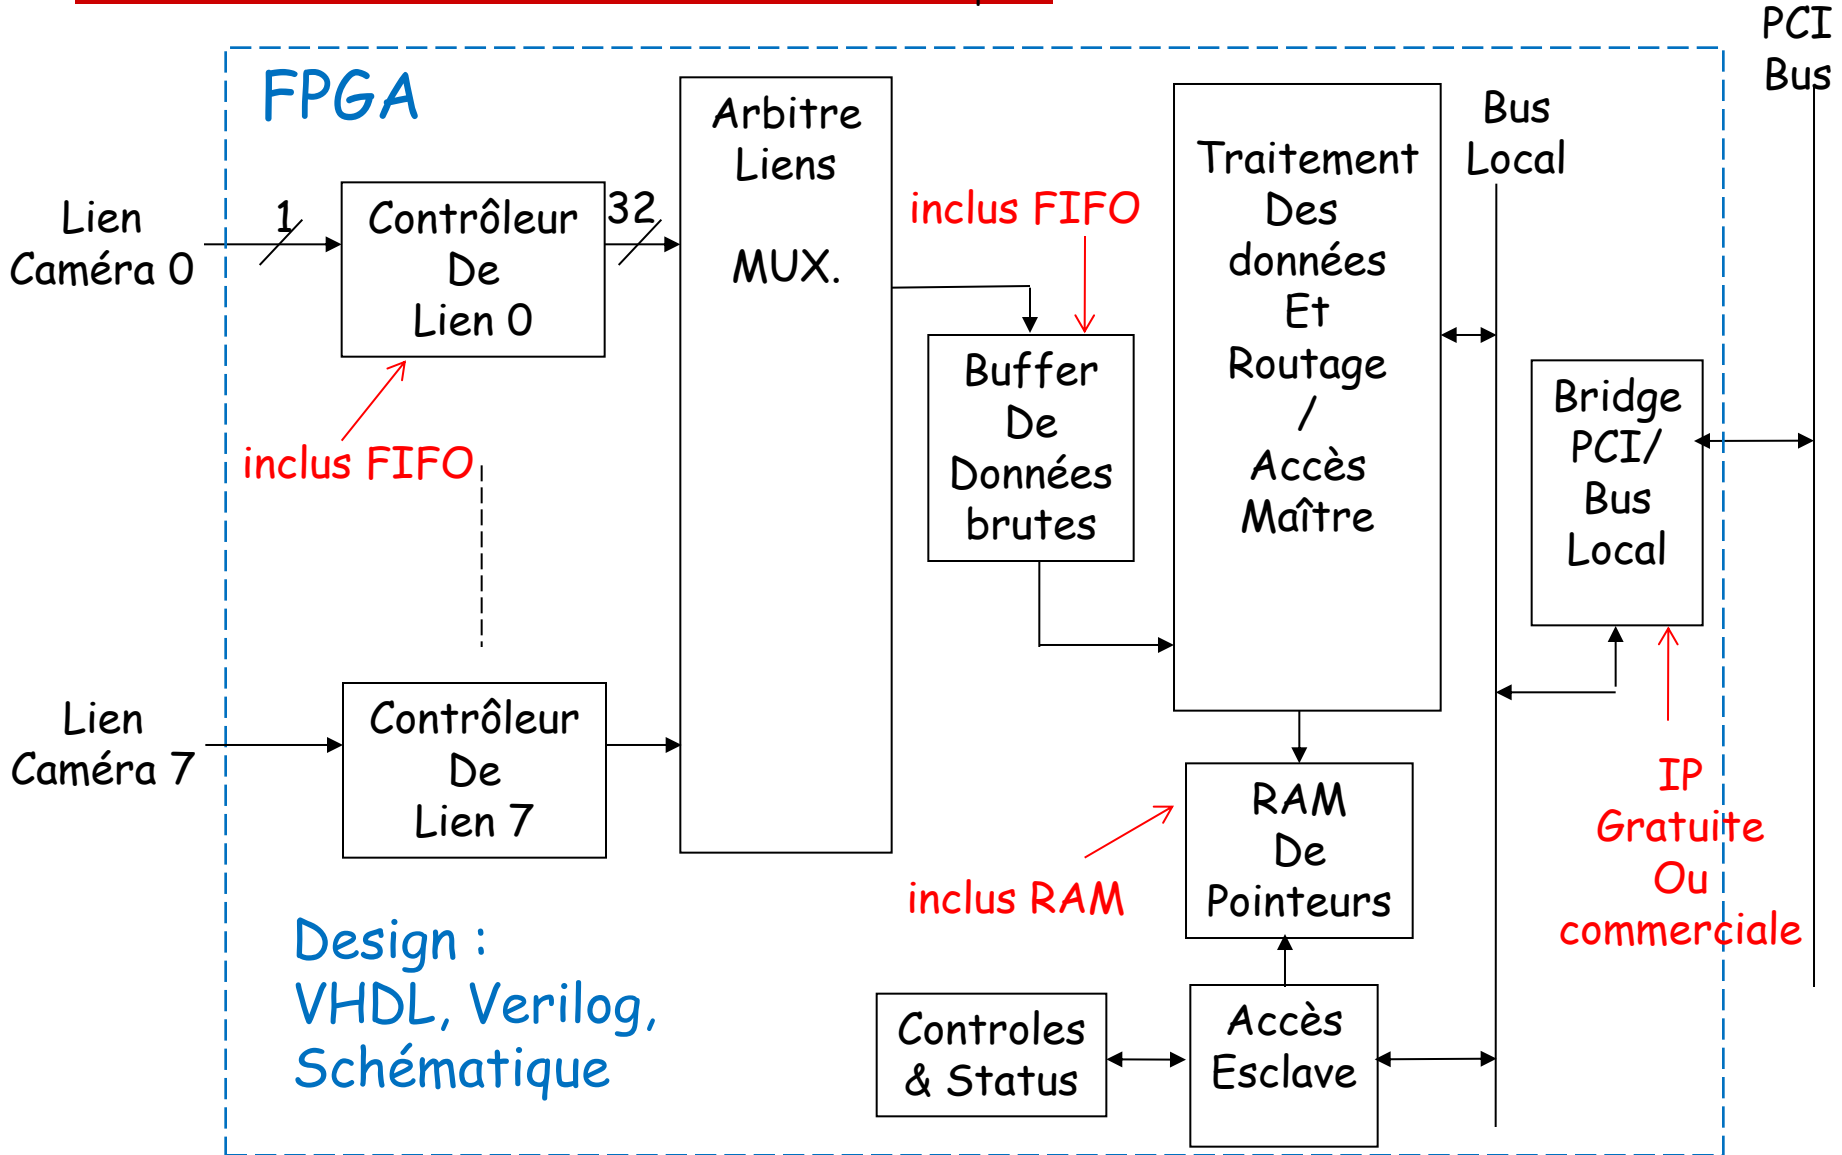 PCI
Bus
FPGA
Lien
Caméra 0
1
Contrôleur
De
Lien 0
32
inclus FIFO
Arbitre
Liens
MUX.
inclus FIFO
Buffer
De
Données
brutes
Traitement
Des
données
Et
Routage
/
Accès
Maître
Bus
Local
Bridge
PCI/
Bus
Local
Lien
Caméra 7
Contrôleur
De
Lien 7
inclus RAM
RAM
De
Pointeurs
IP
Gratuite
Ou
commerciale
Design :
VHDL, Verilog,
Schématique
Controles
& Status
Accès
Esclave